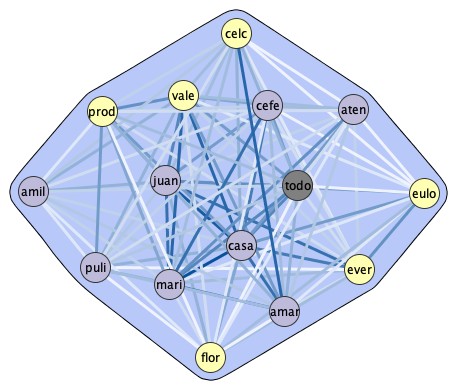 celc
vale
cefe
prod
aten
juan
todo
amil
eulo
casa
puli
ever
mari
amar
flor